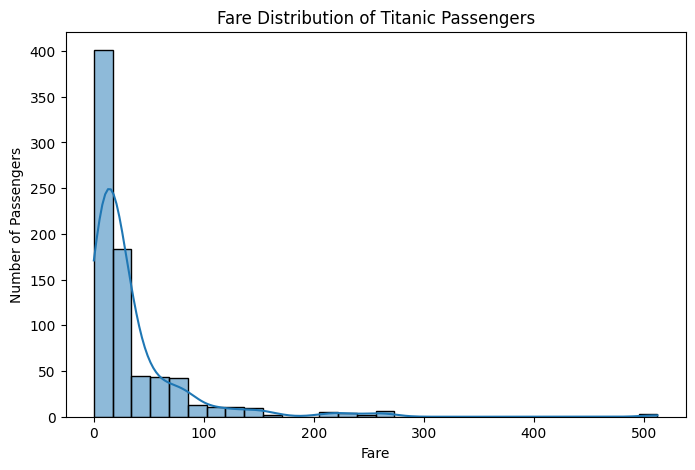 Fare Distribution of Titanic Passengers
Number of Passengers
400
350
300
250
200
150
100
50
0
0 100 200 300 400 500
Fare